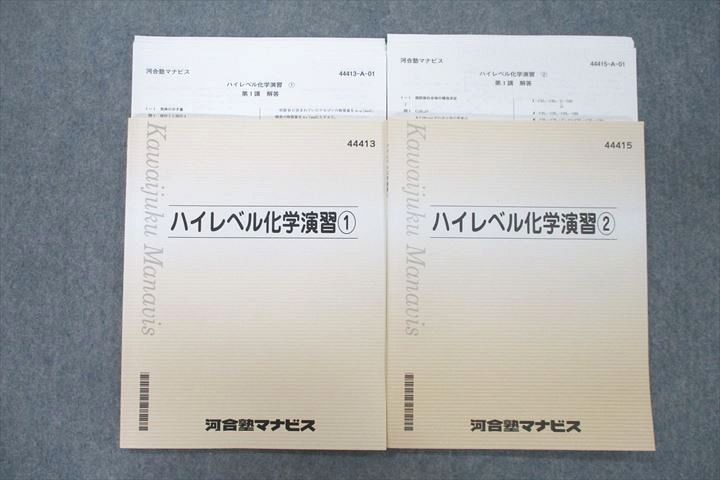 河合塾マナビス
44413-A-01
ハイレベル化学演習 ①
第1講 解答
河合塾マナビス
44415-A-01
ハイレベル化学演習 ②
第1講 解答
Kawaijuku Manavis
44413
ハイレベル化学演習①
河合塾マナビス
Kawaijuku Manavis
44415
ハイレベル化学演習②
河合塾マナビス